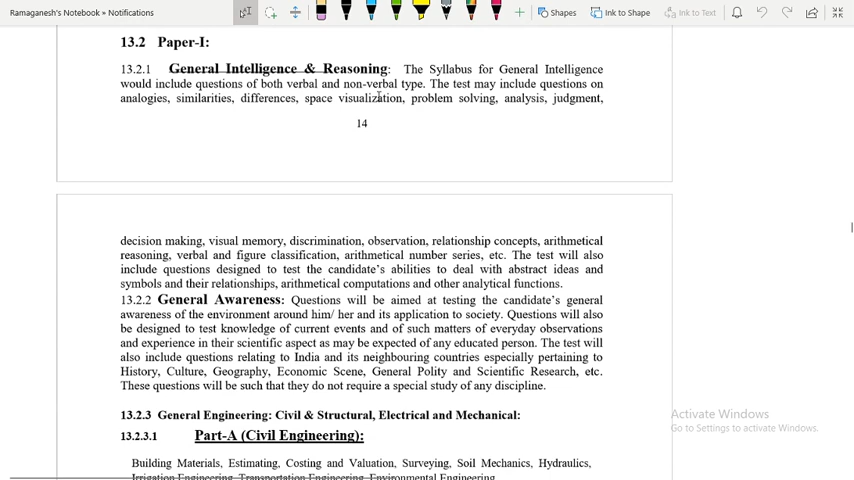 Ramaganesh's Notebook » Notifications
Shapes
Ink to Shape
Ink to Text
13.2 Paper-I:
13.2.1 General Intelligence & Reasoning: The Syllabus for General Intelligence
would include questions of both verbal and non-verbal type. The test may include questions on
analogies, similarities, differences, space visualization, problem solving, analysis, judgment,
14
decision making, visual memory, discrimination, observation, relationship concepts, arithmetical
reasoning, verbal and figure classification, arithmetical number series, etc. The test will also
include questions designed to test the candidate's abilities to deal with abstract ideas and
symbols and their relationships, arithmetical computations and other analytical functions.
13.2.2 General Awareness: Questions will be aimed at testing the candidate's general
awareness of the environment around him/ her and its application to society. Questions will also
be designed to test knowledge of current events and of such matters of everyday observations
and experience in their scientific aspect as may be expected of any educated person. The test will
also include questions relating to India and its neighbouring countries especially pertaining to
History, Culture, Geography, Economic Scene, General Polity and Scientific Research, etc.
These questions will be such that they do not require a special study of any discipline.
13.2.3 General Engineering: Civil & Structural, Electrical and Mechanical:
13.2.3.1 Part-A (Civil Engineering):
Building Materials, Estimating, Costing and Valuation, Surveying, Soil Mechanics, Hydraulics,
Irrigation Engineering, Transportation Engineering, Environmental Engineering.
Activate Windows
Go to Settings to activate Windows.